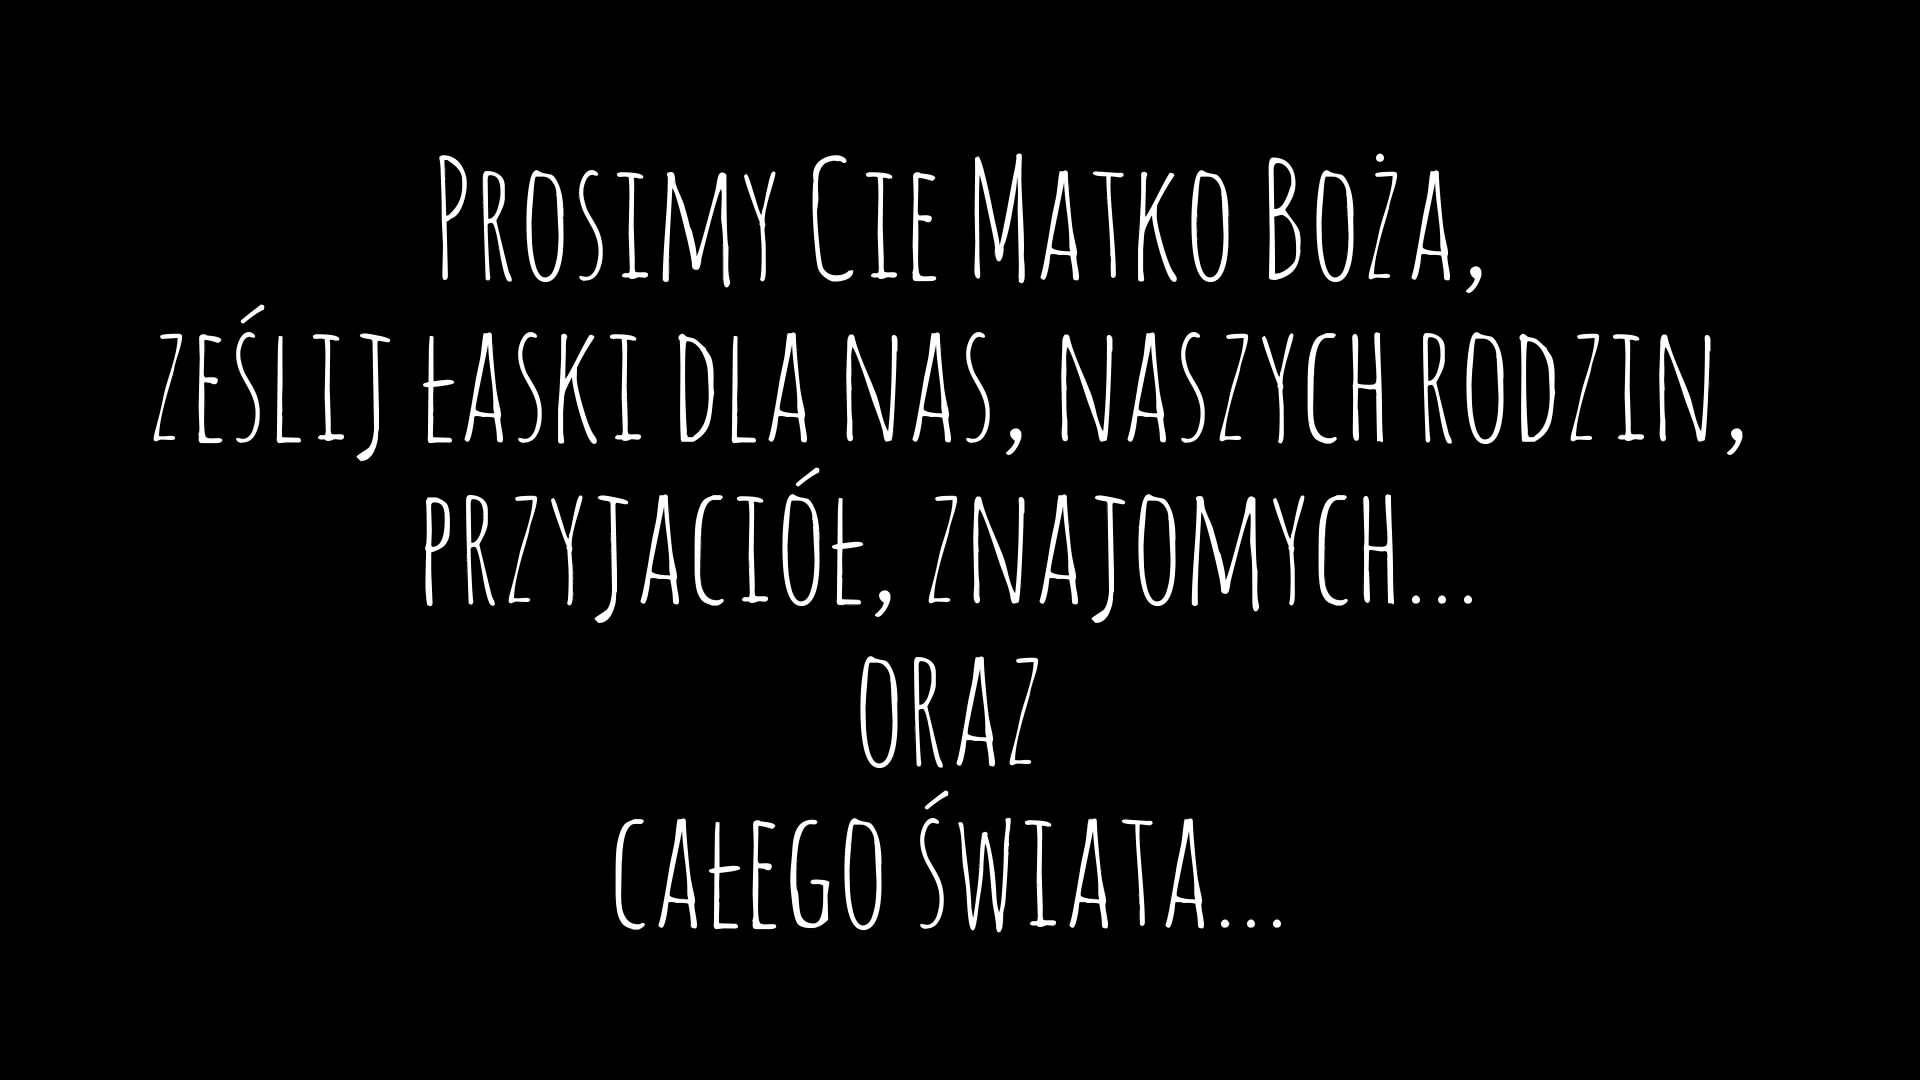 Prosimy Cie Matko Boża,
ześlij łaski dla nas, naszych rodzin,
przyjaciół, znajomych...
oraz
całego świata...